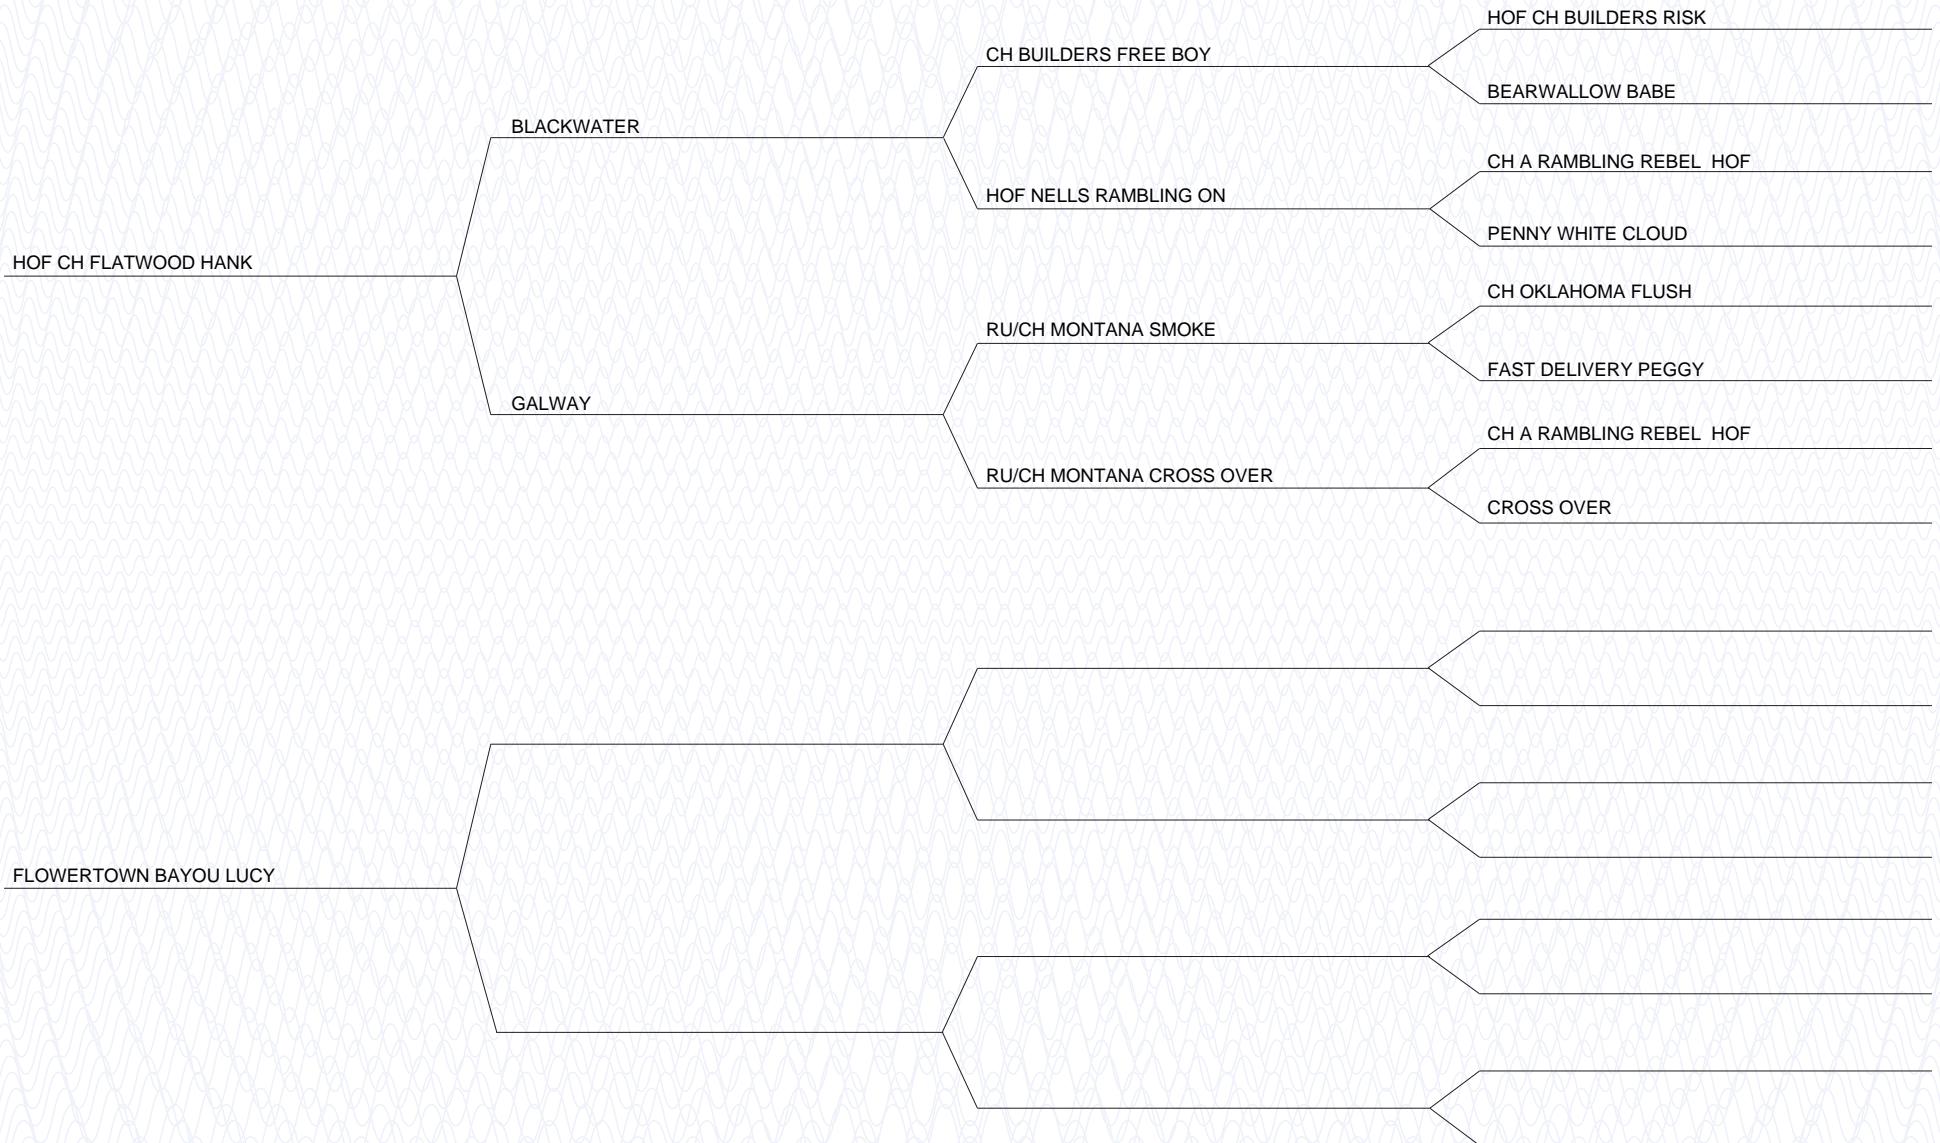 HOF CH BUILDERS RISK
CH BUILDERS FREE BOY
BEARWALLOW BABE
BLACKWATER
CH A RAMBLING REBEL  HOF
HOF NELLS RAMBLING ON
PENNY WHITE CLOUD
HOF CH FLATWOOD HANK
CH OKLAHOMA FLUSH
RU/CH MONTANA SMOKE
FAST DELIVERY PEGGY
GALWAY
CH A RAMBLING REBEL  HOF
RU/CH MONTANA CROSS OVER
CROSS OVER
FLOWERTOWN BAYOU LUCY